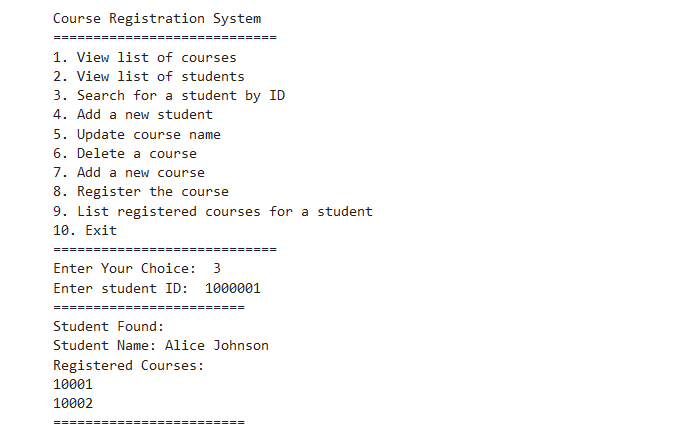 Course Registration System
============================
1. View list of courses
2. View list of students
3. Search for a student by ID
4. Add a new student
5. Update course name
6. Delete a course
7. Add a new course
8. Register the course
9. List registered courses for a student
10. Exit
============================
Enter Your Choice:  3
Enter student ID:  1000001
========================
Student Found:
Student Name: Alice Johnson
Registered Courses:
10001
10002
========================